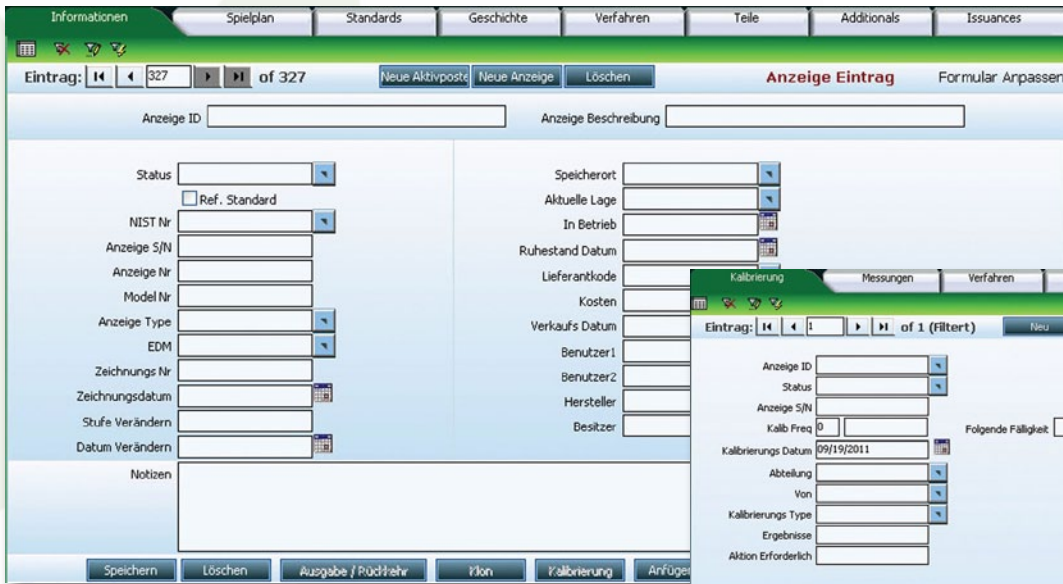 Informationen Spielplan Standards Geschichte Verfahren Teile Additionals Issuances
Eintrag: 327 of 327 Neue Aktivposte Neue Anzeige Löschen Anzeige Eintrag Formular Anpassen
Anzeige ID Anzeige Beschreibung
Status
Ref. Standard
NIST Nr
Anzeige S/N
Anzeige Nr
Model Nr
Anzeige Type
EDM
Zeichnungs Nr
Zeichnungsdatum
Stufe Verändern
Datum Verändern
Speicherort
Aktuelle Lage
In Betrieb
Ruhestand Datum
Lieferantkode
Kosten
Verkaufs Datum
Benutzer1
Benutzer2
Hersteller
Besitzer
Notizen
Speichern Löschen Ausgabe / Rückkehr Klon Kalibrierung Anfüger
Kalibrierung Messungen Verfahren
Eintrag: 1 of 1 (Filtert) Neu
Anzeige ID
Status
Anzeige S/N
Kalib Freq 0 Folgende Fälligkeit
Kalibrierungs Datum 09/19/2011
Abteilung
Von
Kalibrierungs Type
Ergebnisse
Aktion Erforderlich